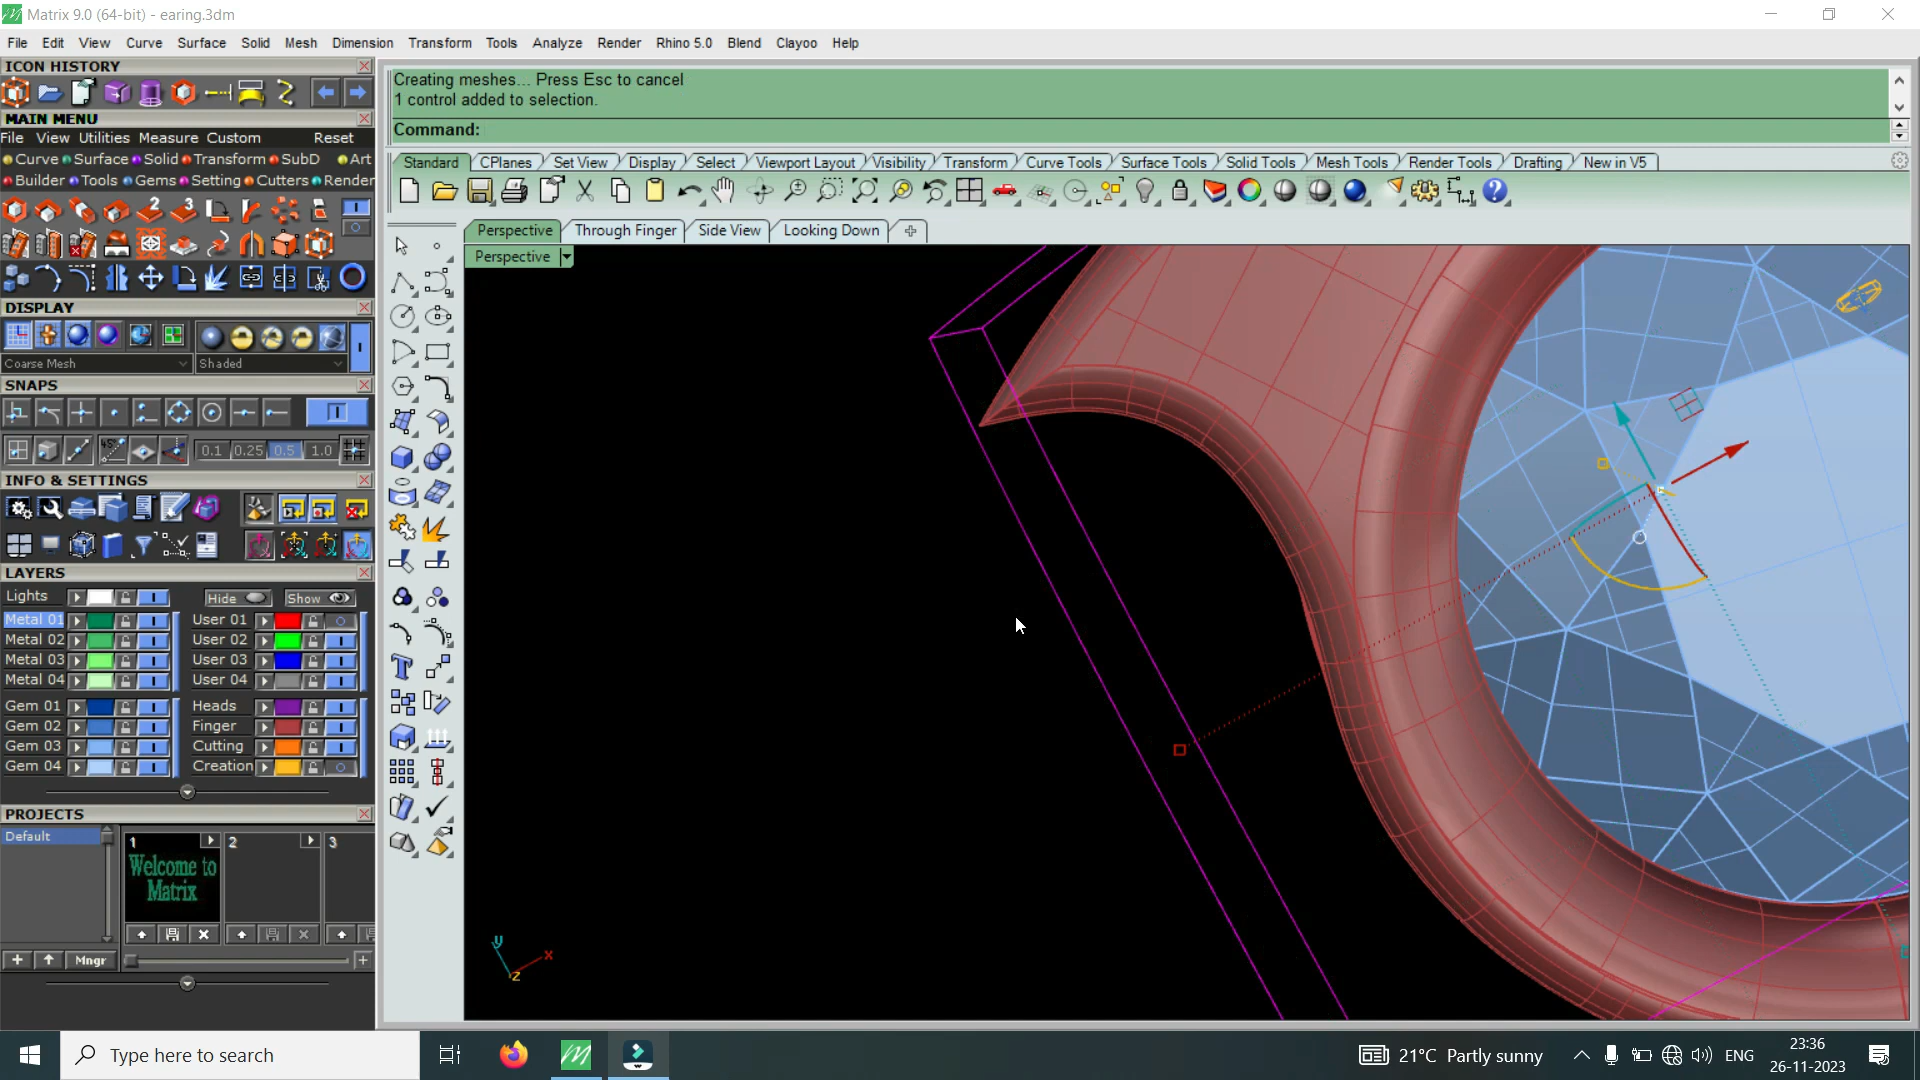 Matrix 9.0 (64-bit) - earing.3dm
File Edit View Curve Surface Solid Mesh Dimension Transform Tools Analyze Render Rhino 5.0 Blend Clayoo Help
ICON HISTORY
MAIN MENU
File View Utilities Measure Custom Reset
Curve Surface Solid Transform SubD Art
Builder Tools Gems Setting Cutters Render
2 3
DISPLAY
Coarse Mesh Shaded
SNAPS
0.1 0.25 0.5 1.0
INFO & SETTINGS
LAYERS
Lights Hide Show
Metal 01 User 01
Metal 02 User 02
Metal 03 User 03
Metal 04 User 04
Gem 01 Heads
Gem 02 Finger
Gem 03 Cutting
Gem 04 Creation
PROJECTS
Default
1 2 3
Welcome to
Matrix
Mngr
Creating meshes... Press Esc to cancel
1 control added to selection.
Command:
Standard CPlanes Set View Display Select Viewport Layout Visibility Transform Curve Tools Surface Tools Solid Tools Mesh Tools Render Tools Drafting New in V5
Perspective Through Finger Side View Looking Down
Perspective
y x z
Type here to search
21°C Partly sunny
ENG
23:36
26-11-2023